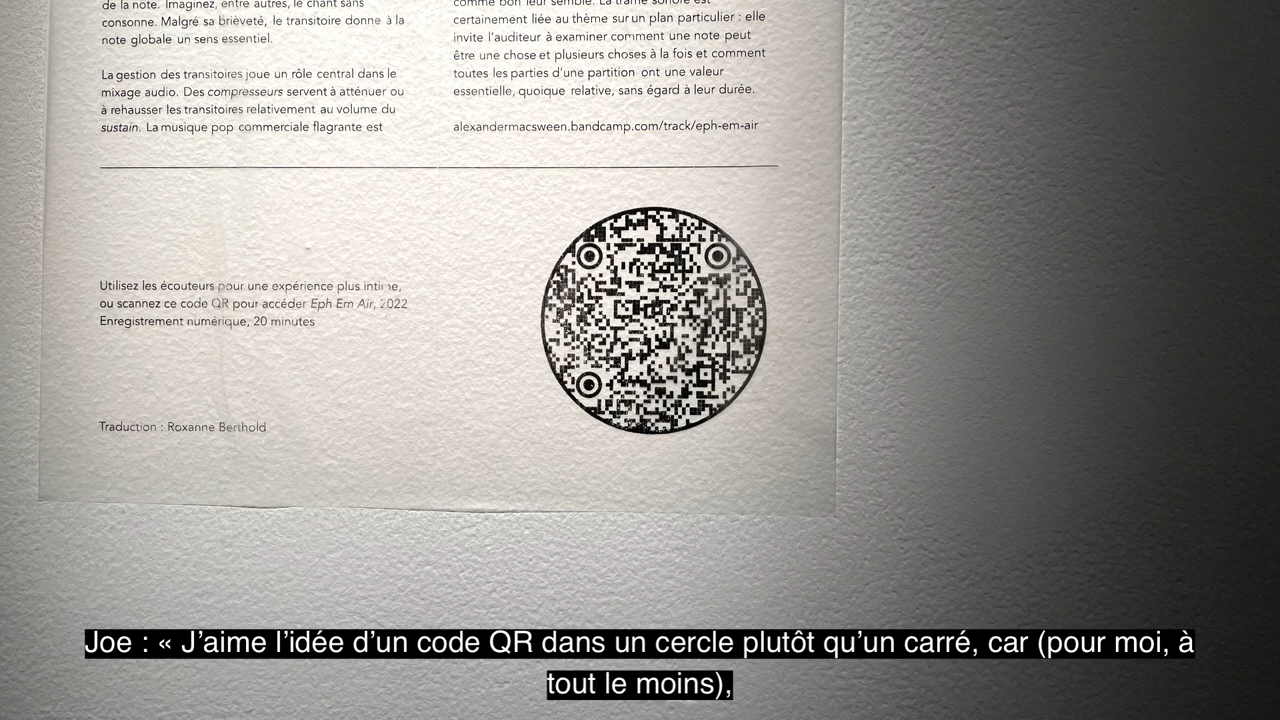 de la note. Imaginez, entre autres, le chant sans
consonne. Malgré sa brièveté, le transitoire donne à la
note globale un sens essentiel.
La gestion des transitoires joue un rôle central dans le
mixage audio. Des compresseurs servent à atténuer ou
à rehausser les transitoires relativement au volume du
sustain. La musique pop commerciale flagrante est
comme bon leur semble. La trame sonore est
certainement liée au thème sur un plan particulier : elle
invite l'auditeur à examiner comment une note peut
être une chose et plusieurs choses à la fois et comment
toutes les parties d'une partition ont une valeur
essentielle, quoique relative, sans égard à leur durée.
alexandermacsween.bandcamp.com/track/eph-em-air
Utilisez les écouteurs pour une expérience plus intime,
ou scannez ce code QR pour accéder Eph Em Air, 2022
Enregistrement numérique, 20 minutes
Traduction : Roxanne Berthold
Joe : « J'aime l'idée d'un code QR dans un cercle plutôt qu'un carré, car (pour moi, à
tout le moins),